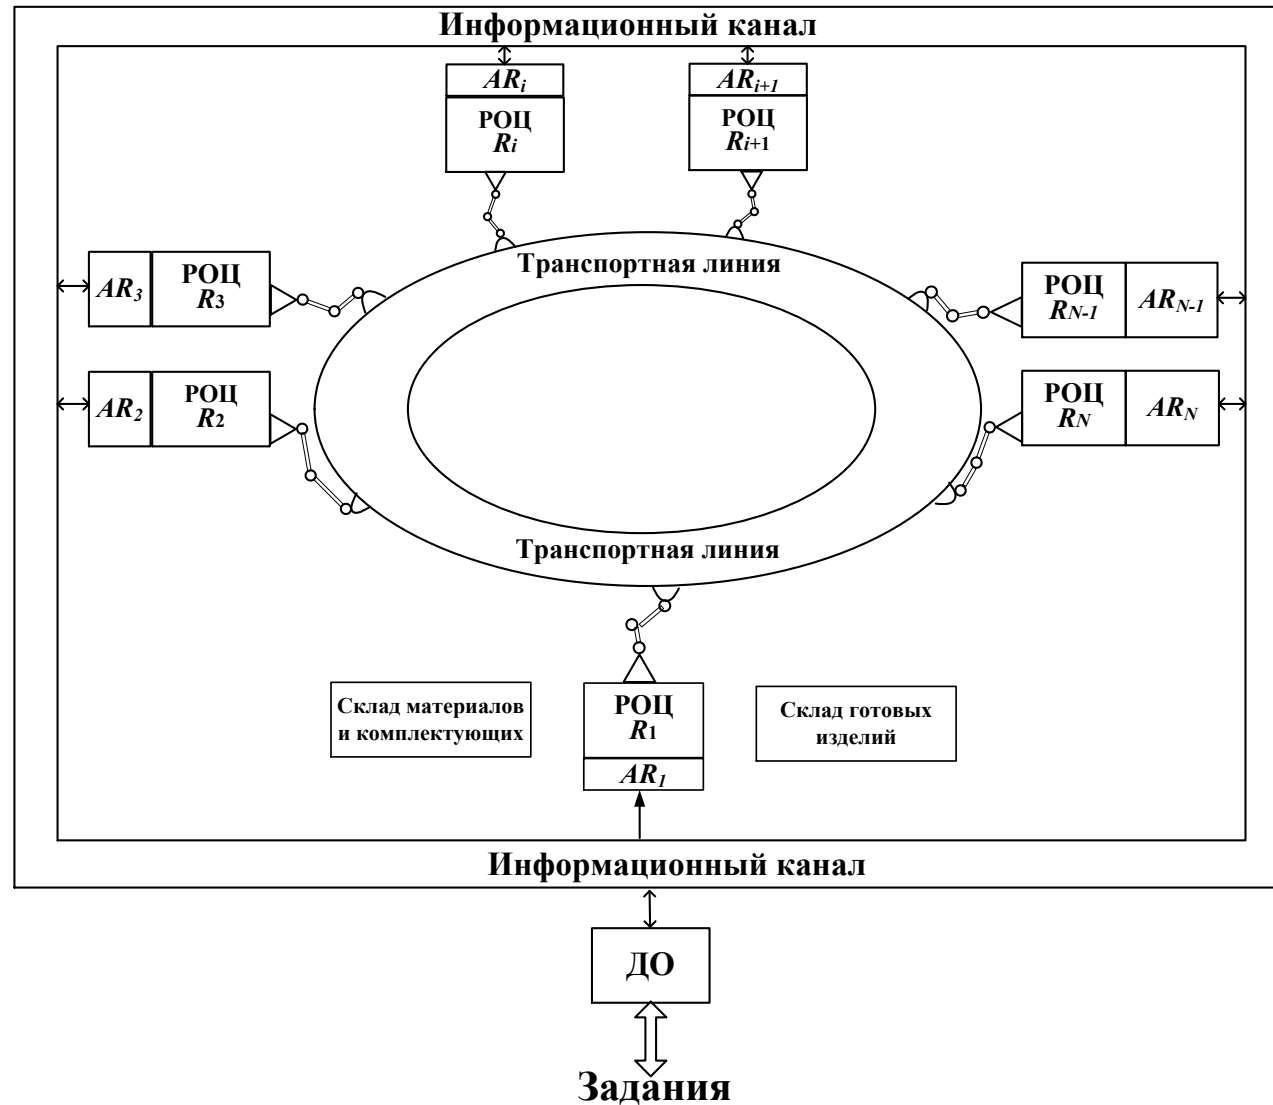 Информационный канал
ARi
РОЦ
Ri
ARi+1
РОЦ
Ri+1
Транспортная линия
AR3
РОЦ
R3
РОЦ
RN-1
ARN-1
AR2
РОЦ
R2
РОЦ
RN
ARN
Транспортная линия
Склад материалов
и комплектующих
РОЦ
R1
AR1
Склад готовых
изделий
Информационный канал
ДО
Задания